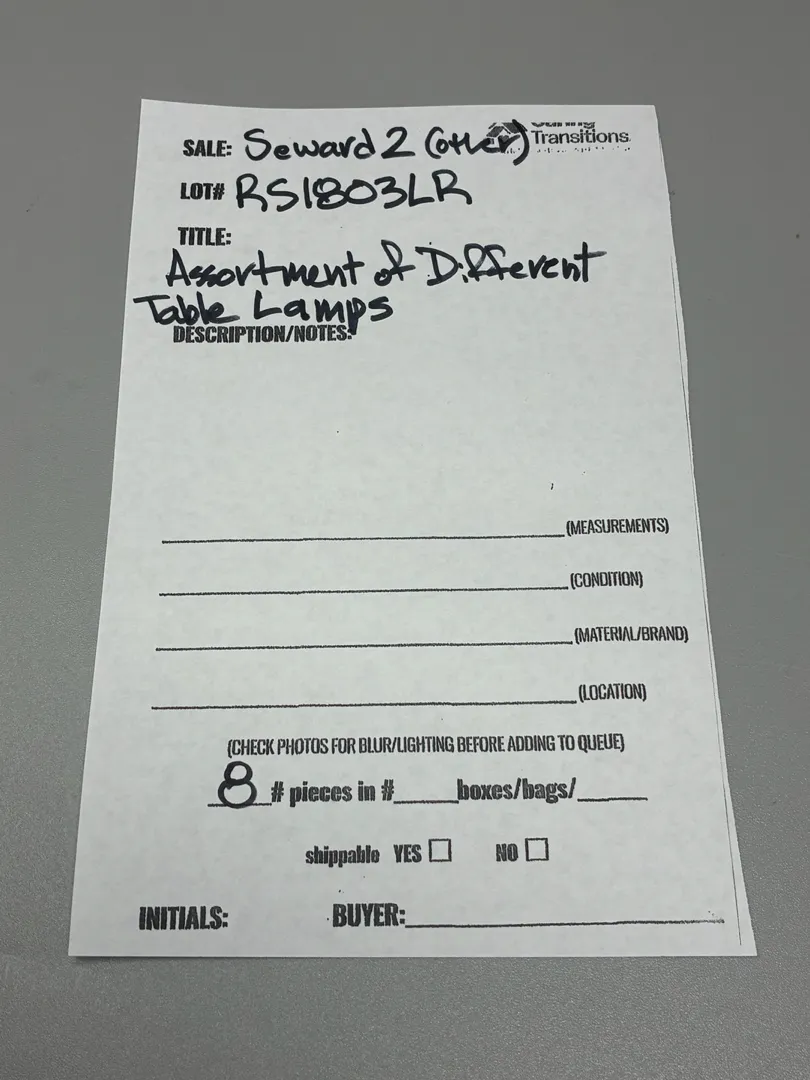 SALE: Seward 2 (other)
Transitions
LOT# RS1803LR
TITLE:
Assortment of Different
Table Lamps
DESCRIPTION/NOTES:
(MEASUREMENTS)
(CONDITION)
(MATERIAL/BRAND)
(LOCATION)
(CHECK PHOTOS FOR BLUR/LIGHTING BEFORE ADDING TO QUEUE)
8 # pieces in #_____boxes/bags/_____
shippable YES ☐ NO ☐
INITIALS: BUYER: